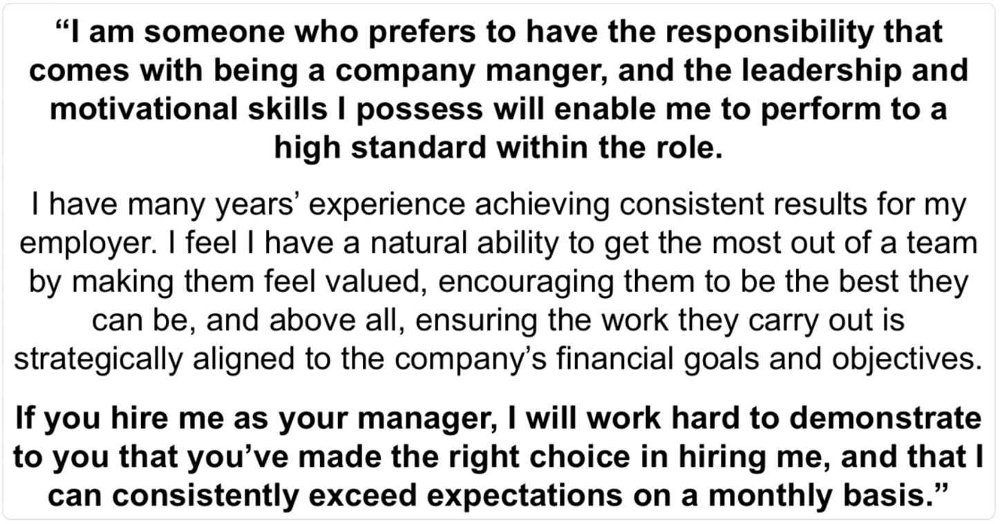 “I am someone who prefers to have the responsibility that
comes with being a company manger, and the leadership and
motivational skills I possess will enable me to perform to a
high standard within the role.
I have many years’ experience achieving consistent results for my
employer. I feel I have a natural ability to get the most out of a team
by making them feel valued, encouraging them to be the best they
can be, and above all, ensuring the work they carry out is
strategically aligned to the company’s financial goals and objectives.
If you hire me as your manager, I will work hard to demonstrate
to you that you’ve made the right choice in hiring me, and that I
can consistently exceed expectations on a monthly basis.”